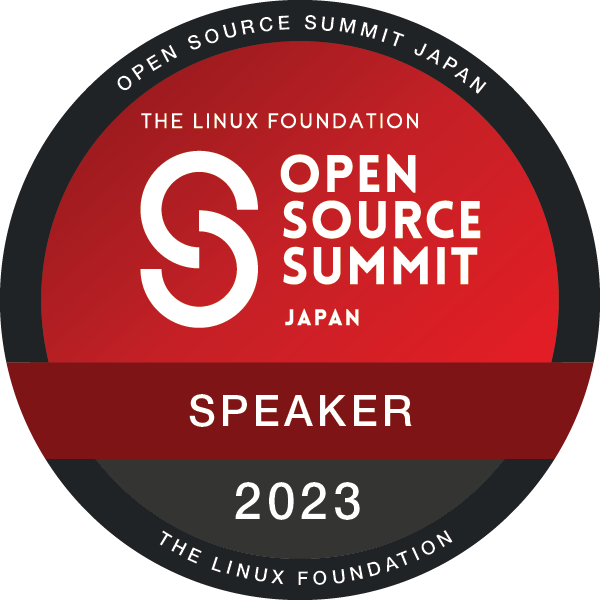 OPEN SOURCE SUMMIT JAPAN
THE LINUX FOUNDATION
OPEN
SOURCE
SUMMIT
JAPAN
SPEAKER
2023
THE LINUX FOUNDATION